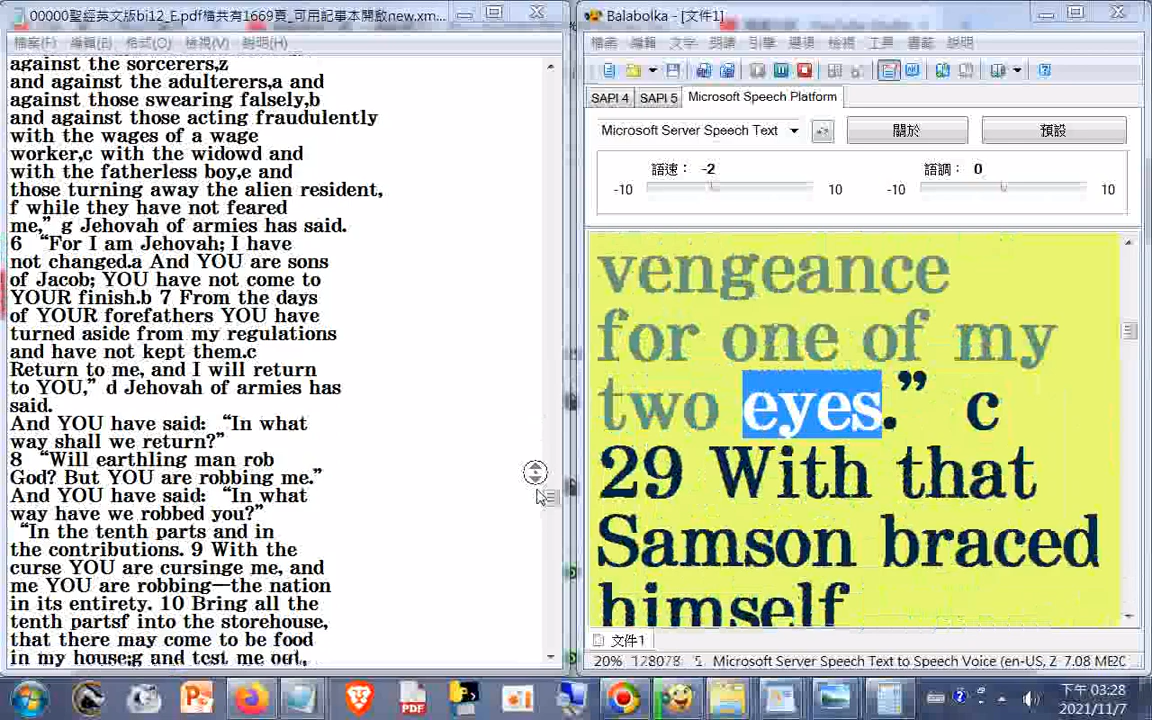 00000聖經英文版bi12_E.pdf檔共有1669頁_可用記事本開啟new.xm...
檔案(F) 編輯(E) 格式(O) 檢視(V) 說明(H)
against the sorcerers,z
and against the adulterers,a and
against those swearing falsely,b
and against those acting fraudulently
with the wages of a wage
worker,c with the widowd and
with the fatherless boy,e and
those turning away the alien resident,
f while they have not feared
me,” g Jehovah of armies has said.
6 “For I am Jehovah; I have
not changed.a And YOU are sons
of Jacob; YOU have not come to
YOUR finish.b 7 From the days
of YOUR forefathers YOU have
turned aside from my regulations
and have not kept them.c
Return to me, and I will return
to YOU,” d Jehovah of armies has
said.
And YOU have said: “In what
way shall we return?”
8 “Will earthling man rob
God? But YOU are robbing me.”
And YOU have said: “In what
way have we robbed you?”
“In the tenth parts and in
the contributions. 9 With the
curse YOU are cursinge me, and
me YOU are robbing—the nation
in its entirety. 10 Bring all the
tenth partsf into the storehouse,
that there may come to be food
in my house;g and test me out,
Balabolka - [文件1]
檔案 編輯 文字 朗讀 引擎 選項 檢視 工具 書籤 說明
SAPI 4 SAPI 5 Microsoft Speech Platform
Microsoft Server Speech Text 關於 預設
語速: -2 語調: 0
-10 10 -10 10
vengeance
for one of my
two eyes.” c
29 With that
Samson braced
himself
文件1
20% 128078 Microsoft Server Speech Text to Speech Voice (en-US, Z 7.08 ME
PDF
下午 03:28
2021/11/7